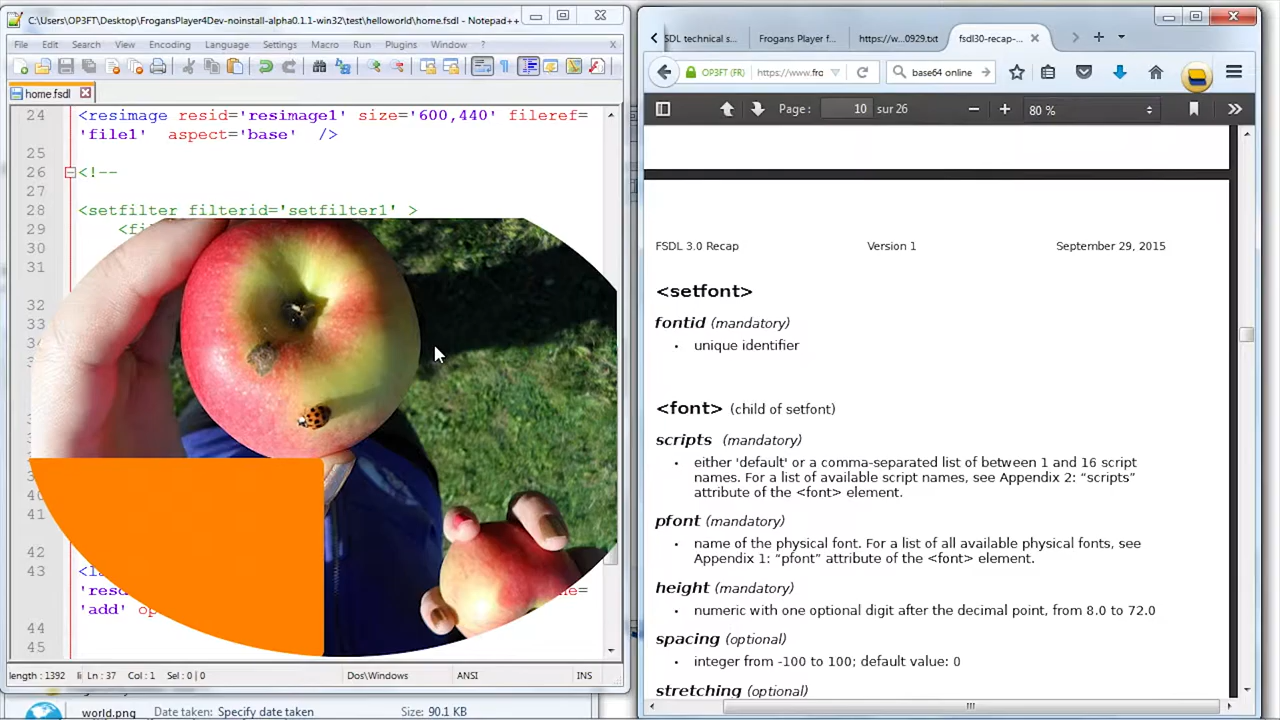 C:\Users\OP3FT\Desktop\FrogansPlayer4Dev-noinstall-alpha0.1.1-win32\test\helloworld\home.fsdl - Notepad++
File Edit Search View Encoding Language Settings Macro Run Plugins Window ? X
home.fsdl
24 <resimage resid='resimage1' size='600,440' fileref=
'file1' aspect='base' />
25
26 <!--
27
28 <setfilter filterid='setfilter1' >
29 <fi
30
31
32
33
41
42
43 <la
'res
'add' op
44
45
length : 1392 li Ln : 37 Col : 1 Sel : 0 | 0 Dos\Windows ANSI INS
world.png Date taken: Specify date taken Size: 90.1 KB
SDL technical s...
Frogans Player f...
https://w...0929.txt
fsdl30-recap-...
OP3FT (FR) https://www.fro
base64 online
Page : 10 sur 26 80 %
FSDL 3.0 Recap Version 1 September 29, 2015
<setfont>
fontid (mandatory)
• unique identifier
<font> (child of setfont)
scripts (mandatory)
• either 'default' or a comma-separated list of between 1 and 16 script
names. For a list of available script names, see Appendix 2: “scripts”
attribute of the <font> element.
pfont (mandatory)
• name of the physical font. For a list of all available physical fonts, see
Appendix 1: “pfont” attribute of the <font> element.
height (mandatory)
• numeric with one optional digit after the decimal point, from 8.0 to 72.0
spacing (optional)
• integer from -100 to 100; default value: 0
stretching (optional)